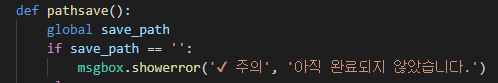 def pathsave():
    global save_path
    if save_path == '':
        msgbox.showerror('✔ 주의', '아직 완료되지 않았습니다.')